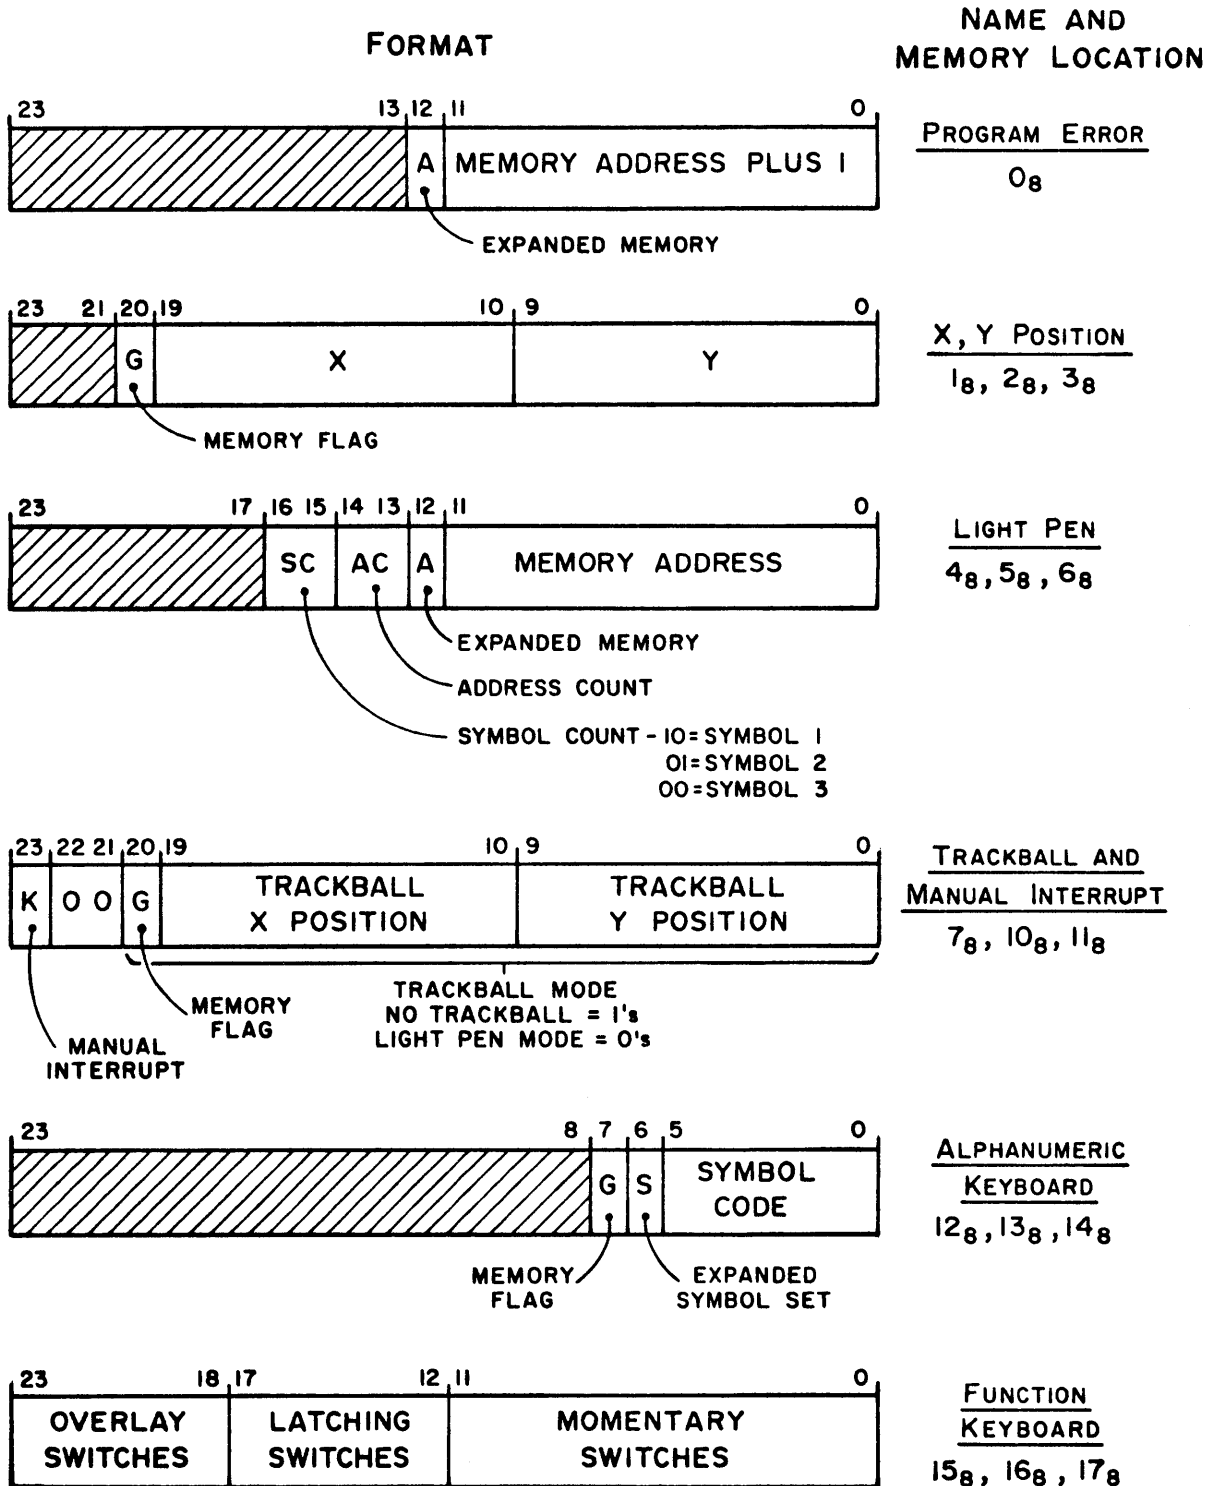 FORMAT
NAME AND
MEMORY LOCATION
23 13 12 11 0
A MEMORY ADDRESS PLUS 1
EXPANDED MEMORY
PROGRAM ERROR
0₈
23 21 20 19 10 9 0
G X Y
MEMORY FLAG
X, Y POSITION
1₈, 2₈, 3₈
23 17 16 15 14 13 12 11 0
SC AC A MEMORY ADDRESS
EXPANDED MEMORY
ADDRESS COUNT
SYMBOL COUNT - 10 = SYMBOL 1
01 = SYMBOL 2
00 = SYMBOL 3
LIGHT PEN
4₈, 5₈, 6₈
23 22 21 20 19 10 9 0
K 0 0 G TRACKBALL X POSITION TRACKBALL Y POSITION
TRACKBALL MODE
NO TRACKBALL = 1's
LIGHT PEN MODE = 0's
MEMORY
FLAG
MANUAL
INTERRUPT
TRACKBALL AND
MANUAL INTERRUPT
7₈, 10₈, 11₈
23 8 7 6 5 0
G S SYMBOL CODE
MEMORY
FLAG
EXPANDED
SYMBOL SET
ALPHANUMERIC
KEYBOARD
12₈, 13₈, 14₈
23 18 17 12 11 0
OVERLAY SWITCHES LATCHING SWITCHES MOMENTARY SWITCHES
FUNCTION
KEYBOARD
15₈, 16₈, 17₈